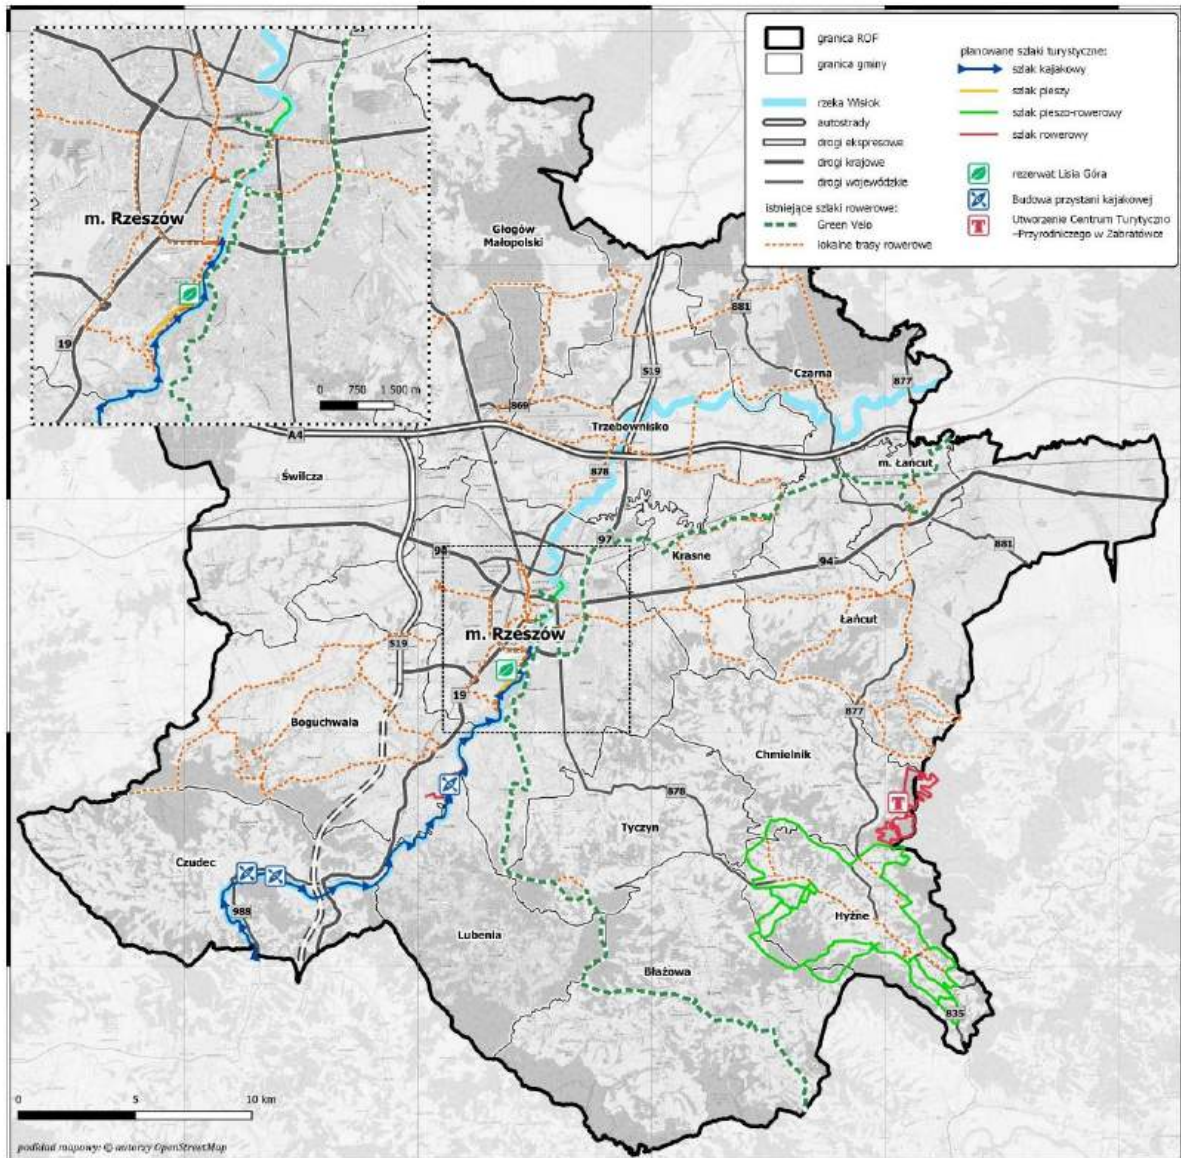 m. Rzeszów
19
0 750 1 500 m
granica ROF
granica gminy
rzeka Wisłok
autostrady
drogi ekspresowe
drogi krajowe
drogi wojewódzkie
istniejące szlaki rowerowe:
Green Velo
lokalne trasy rowerowe
planowane szlaki turystyczne:
szlak kajakowy
szlak pieszy
szlak pieszo-rowerowy
szlak rowerowy
rezerwat Lisia Góra
Budowa przystani kajakowej
Utworzenie Centrum Turytyczno
–Przyrodniczego w Zabratówce
Głogów
Małopolski
881
S19
Czarna
877
869
Trzebownisko
A4
m. Łańcut
878
Świlcza
97
94
Krasne
881
94
Łańcut
m. Rzeszów
S19
19
877
Boguchwała
Chmielnik
878
T
Tyczyn
Czudec
988
Hyżne
Lubenia
Błażowa
835
0 5 10 km
podkład mapowy: © autorzy OpenStreetMap